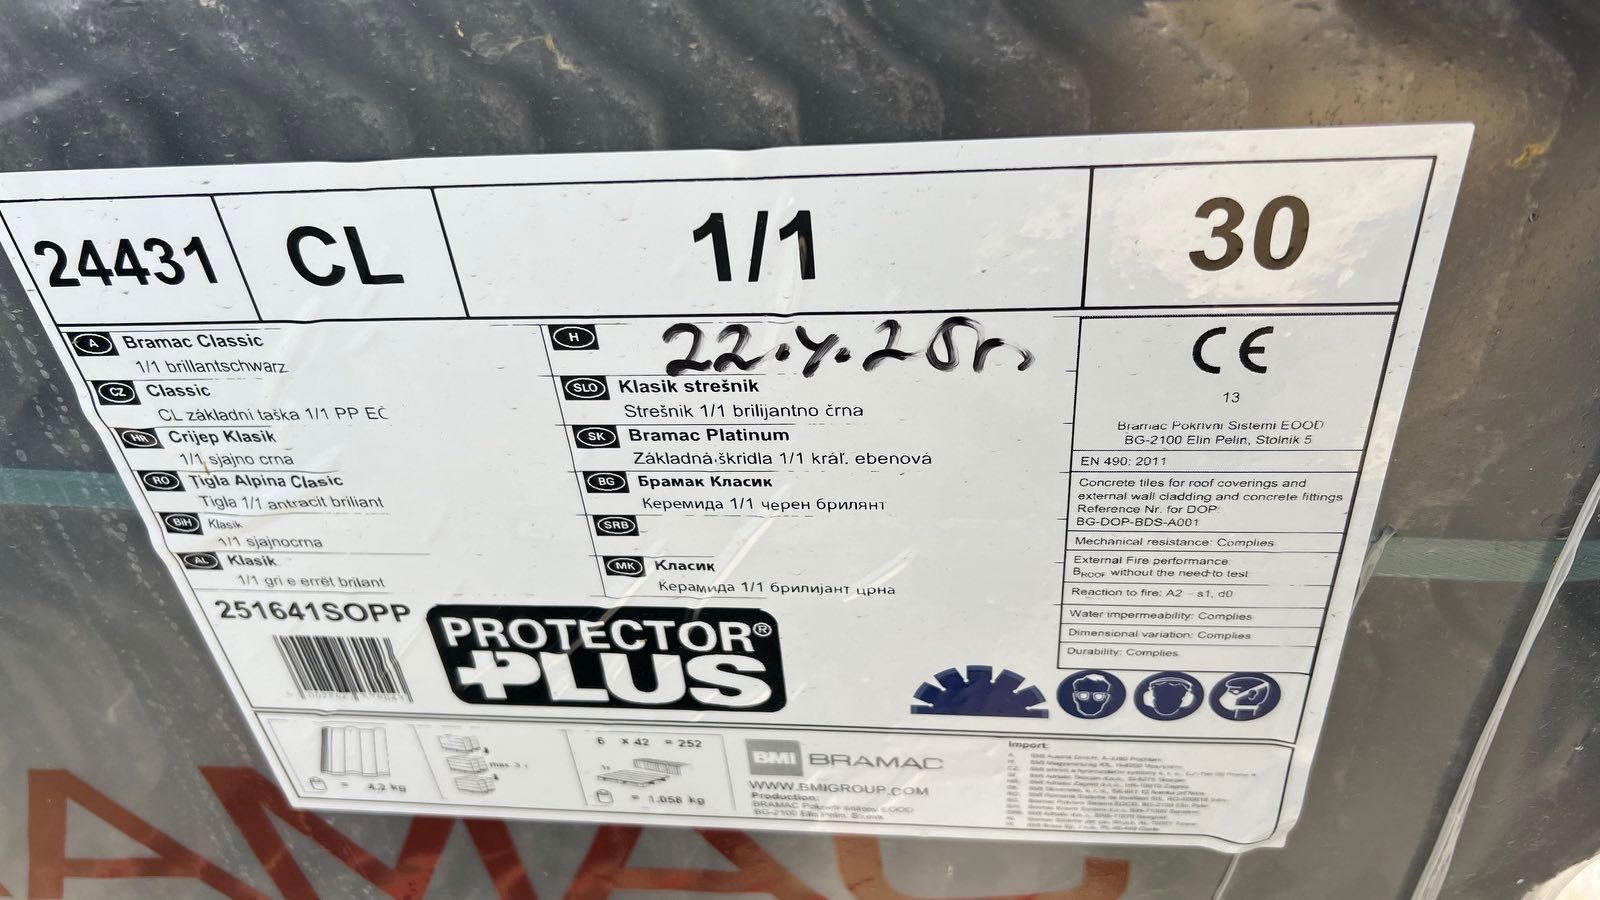 24431 CL 1/1 30
A Bramac Classic
1/1 brillantschwarz
CZ Classic
CL základní taška 1/1 PP EČ
HR Crijep Klasik
1/1 sjajno crna
RO Tigla Alpina Clasic
Tigla 1/1 antracit briliant
BiH Klasik
1/1 sjajnocrna
AL Klasik
1/1 gri e errët brilant
251641SOPP
H
SLO Klasik strešnik
Strešnik 1/1 brilijantno črna
SK Bramac Platinum
Základná škridla 1/1 kráľ. ebenová
BG Брамак Класик
Керемида 1/1 черен брилянт
SRB
MK Класик
Керамида 1/1 брилијант црна
PROTECTOR®
PLUS
CE
13
Bramac Pokrivni Sistemi EOOD
BG-2100 Elin Pelin, Stolnik 5
EN 490: 2011
Concrete tiles for roof coverings and
external wall cladding and concrete fittings
Reference Nr. for DOP:
BG-DOP-BDS-A001
Mechanical resistance: Complies
External Fire performance:
BROOF without the need to test
Reaction to fire: A2 - s1, d0
Water impermeability: Complies
Dimensional variation: Complies
Durability: Complies
= 4,2 kg
6 x 42 = 252
= 1.058 kg
BMI BRAMAC
WWW.BMIGROUP.COM
Production:
Import: